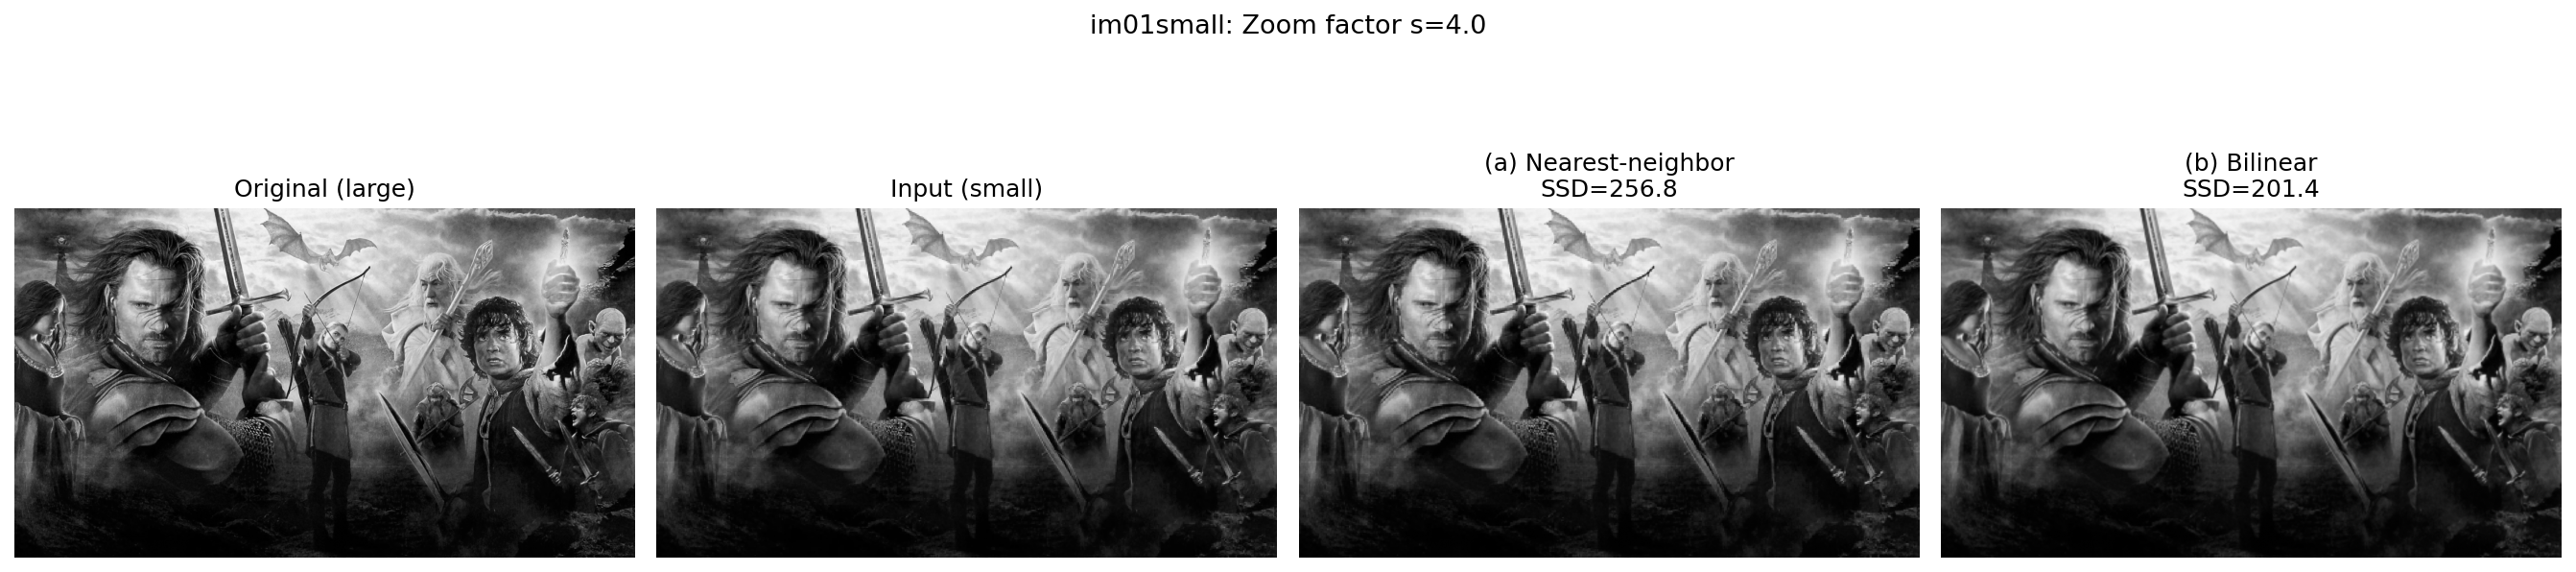 im01small: Zoom factor s=4.0
Original (large)
Input (small)
(a) Nearest-neighbor
SSD=256.8
(b) Bilinear
SSD=201.4